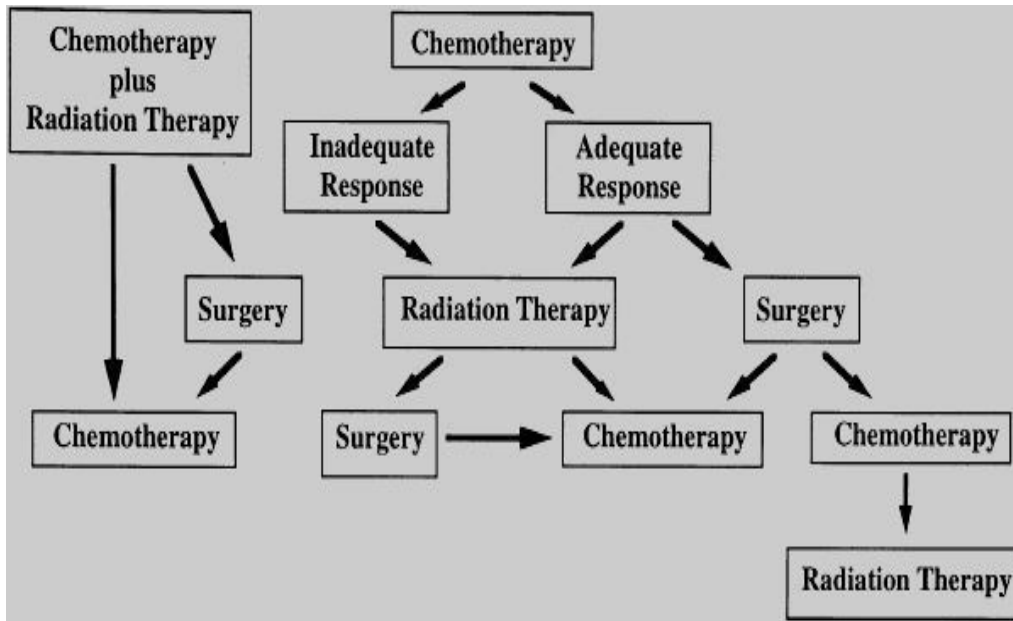 Chemotherapy
plus
Radiation Therapy
Chemotherapy
Inadequate
Response
Adequate
Response
Surgery
Radiation Therapy
Surgery
Chemotherapy
Surgery
Chemotherapy
Chemotherapy
Radiation Therapy